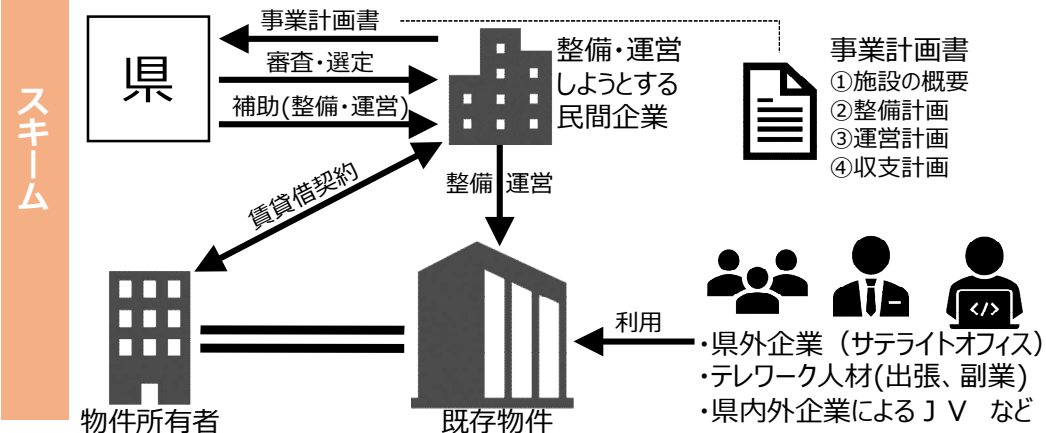 スキーム
県
事業計画書
審査・選定
補助(整備・運営)
整備・運営
しようとする
民間企業
事業計画書
①施設の概要
②整備計画
③運営計画
④収支計画
賃貸借契約
整備 運営
物件所有者
既存物件
利用
</>
・県外企業（サテライトオフィス）
・テレワーク人材(出張、副業)
・県内外企業によるＪＶ など